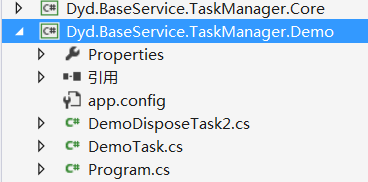 Dyd.BaseService.TaskManager.Core
Dyd.BaseService.TaskManager.Demo
Properties
引用
app.config
DemoDisposeTask2.cs
DemoTask.cs
Program.cs